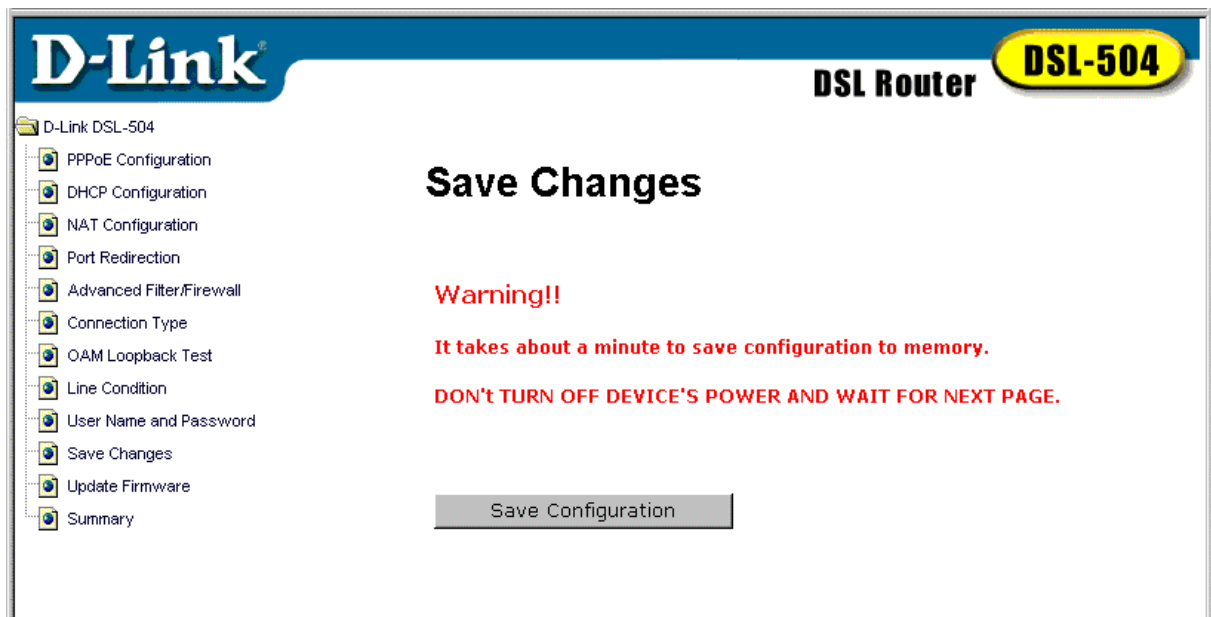 D-Link®
DSL Router
DSL-504
D-Link DSL-504
PPPoE Configuration
DHCP Configuration
NAT Configuration
Port Redirection
Advanced Filter/Firewall
Connection Type
OAM Loopback Test
Line Condition
User Name and Password
Save Changes
Update Firmware
Summary
Save Changes
Warning!!
It takes about a minute to save configuration to memory.
DON't TURN OFF DEVICE'S POWER AND WAIT FOR NEXT PAGE.
Save Configuration